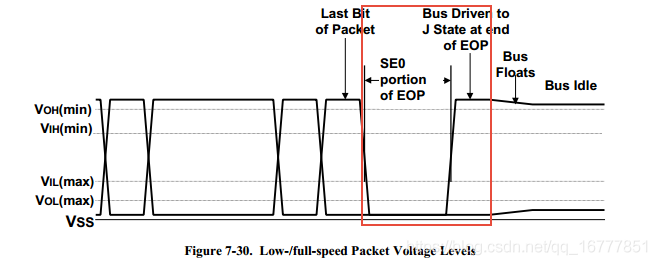 Last Bit
of Packet
Bus Driven to
J State at end
of EOP
SE0
portion
of EOP
Bus
Floats
Bus Idle
VOH(min)
VIH(min)
VIL(max)
VOL(max)
VSS
Figure 7-30. Low-/full-speed Packet Voltage Levels
https://blog.csdn.net/qq_16777851